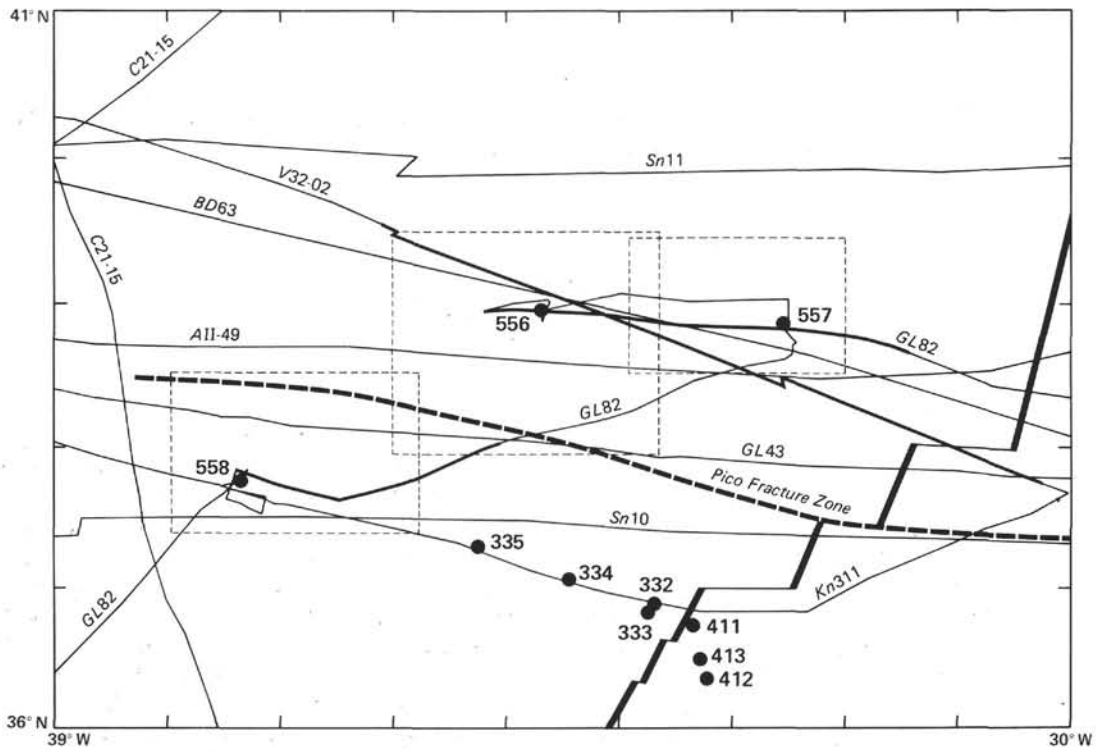 41°N
C21-15
Sn11
V32-02
BD63
C21-15
556
557
AII-49
GL82
GL82
GL43
558
Pico Fracture Zone
Sn10
335
334
332
Kn311
GL82
333
411
413
412
36°N
39°W
30°W